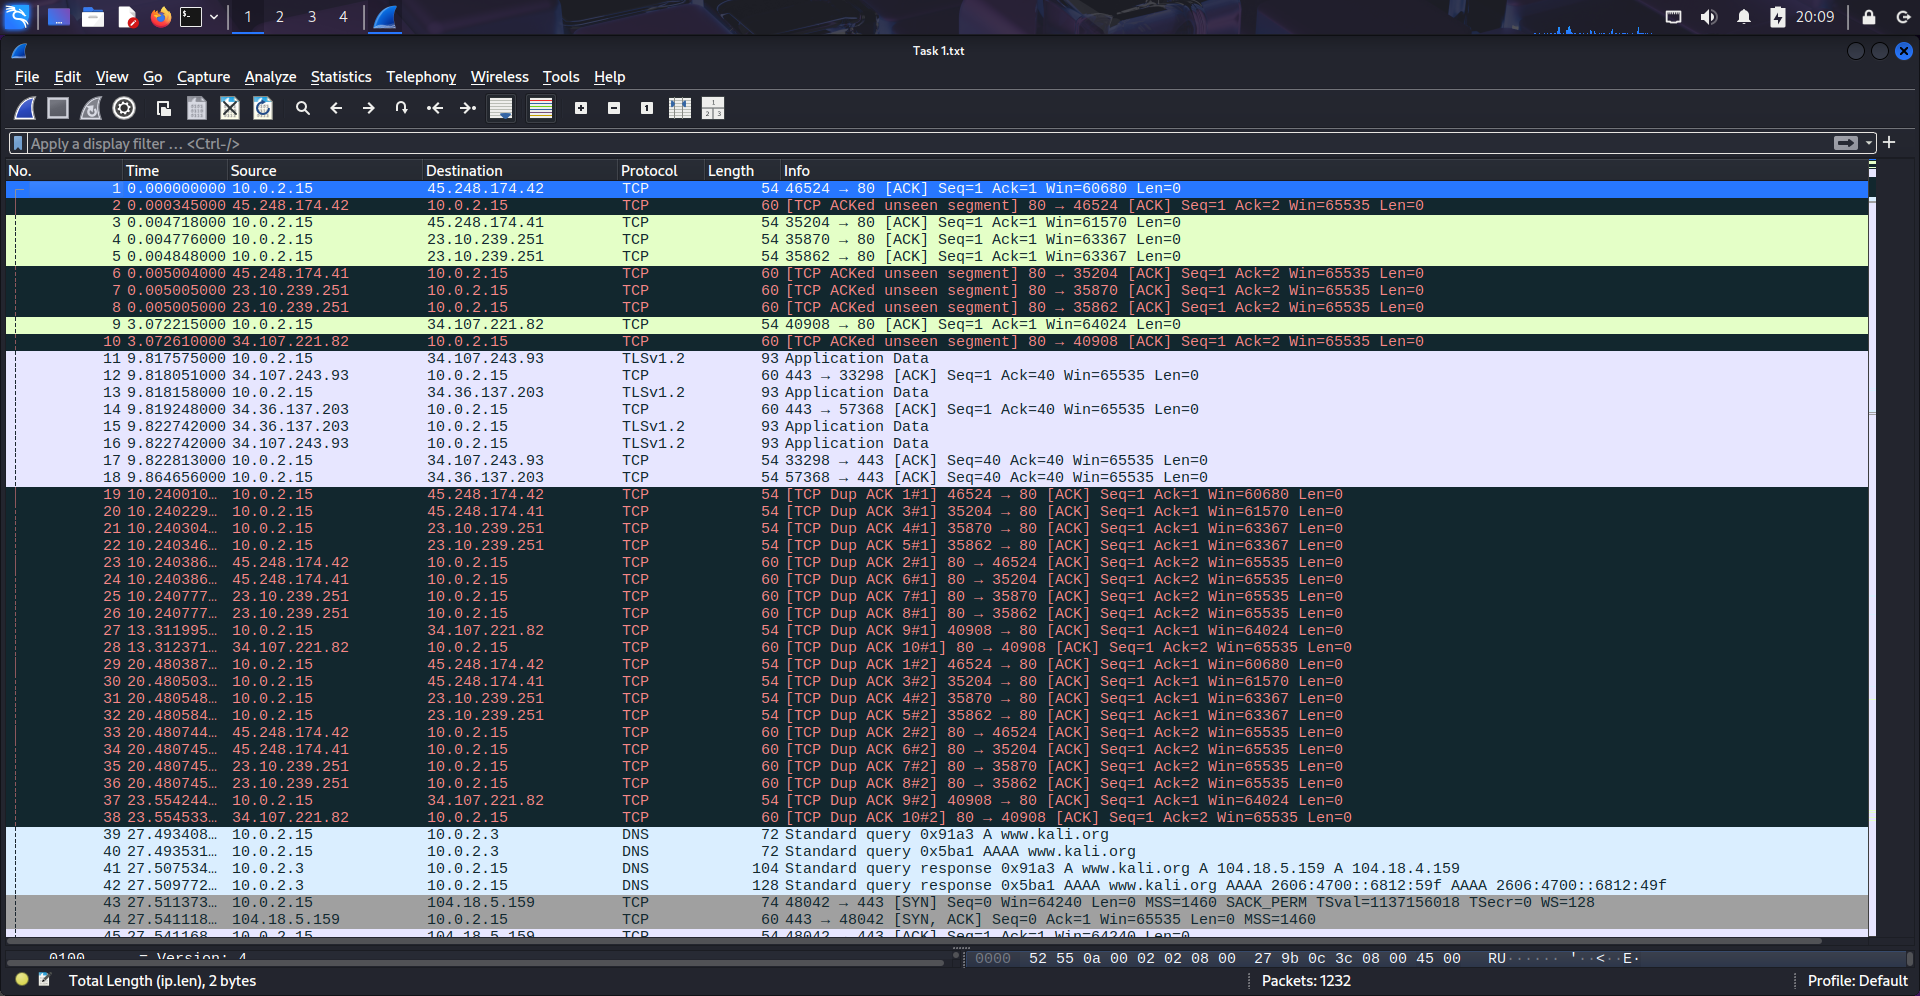 1 2 3 4 20:09
Task 1.txt
File Edit View Go Capture Analyze Statistics Telephony Wireless Tools Help
Apply a display filter … <Ctrl-/>
No. Time Source Destination Protocol Length Info
1 0.000000000 10.0.2.15 45.248.174.42 TCP 54 46524 → 80 [ACK] Seq=1 Ack=1 Win=60680 Len=0
2 0.000345000 45.248.174.42 10.0.2.15 TCP 60 [TCP ACKed unseen segment] 80 → 46524 [ACK] Seq=1 Ack=2 Win=65535 Len=0
3 0.004718000 10.0.2.15 45.248.174.41 TCP 54 35204 → 80 [ACK] Seq=1 Ack=1 Win=61570 Len=0
4 0.004776000 10.0.2.15 23.10.239.251 TCP 54 35870 → 80 [ACK] Seq=1 Ack=1 Win=63367 Len=0
5 0.004848000 10.0.2.15 23.10.239.251 TCP 54 35862 → 80 [ACK] Seq=1 Ack=1 Win=63367 Len=0
6 0.005004000 45.248.174.41 10.0.2.15 TCP 60 [TCP ACKed unseen segment] 80 → 35204 [ACK] Seq=1 Ack=2 Win=65535 Len=0
7 0.005005000 23.10.239.251 10.0.2.15 TCP 60 [TCP ACKed unseen segment] 80 → 35870 [ACK] Seq=1 Ack=2 Win=65535 Len=0
8 0.005005000 23.10.239.251 10.0.2.15 TCP 60 [TCP ACKed unseen segment] 80 → 35862 [ACK] Seq=1 Ack=2 Win=65535 Len=0
9 3.072215000 10.0.2.15 34.107.221.82 TCP 54 40908 → 80 [ACK] Seq=1 Ack=1 Win=64024 Len=0
10 3.072610000 34.107.221.82 10.0.2.15 TCP 60 [TCP ACKed unseen segment] 80 → 40908 [ACK] Seq=1 Ack=2 Win=65535 Len=0
11 9.817575000 10.0.2.15 34.107.243.93 TLSv1.2 93 Application Data
12 9.818051000 34.107.243.93 10.0.2.15 TCP 60 443 → 33298 [ACK] Seq=1 Ack=40 Win=65535 Len=0
13 9.818158000 10.0.2.15 34.36.137.203 TLSv1.2 93 Application Data
14 9.819248000 34.36.137.203 10.0.2.15 TCP 60 443 → 57368 [ACK] Seq=1 Ack=40 Win=65535 Len=0
15 9.822742000 34.36.137.203 10.0.2.15 TLSv1.2 93 Application Data
16 9.822742000 34.107.243.93 10.0.2.15 TLSv1.2 93 Application Data
17 9.822813000 10.0.2.15 34.107.243.93 TCP 54 33298 → 443 [ACK] Seq=40 Ack=40 Win=65535 Len=0
18 9.864656000 10.0.2.15 34.36.137.203 TCP 54 57368 → 443 [ACK] Seq=40 Ack=40 Win=65535 Len=0
19 10.240010… 10.0.2.15 45.248.174.42 TCP 54 [TCP Dup ACK 1#1] 46524 → 80 [ACK] Seq=1 Ack=1 Win=60680 Len=0
20 10.240229… 10.0.2.15 45.248.174.41 TCP 54 [TCP Dup ACK 3#1] 35204 → 80 [ACK] Seq=1 Ack=1 Win=61570 Len=0
21 10.240304… 10.0.2.15 23.10.239.251 TCP 54 [TCP Dup ACK 4#1] 35870 → 80 [ACK] Seq=1 Ack=1 Win=63367 Len=0
22 10.240346… 10.0.2.15 23.10.239.251 TCP 54 [TCP Dup ACK 5#1] 35862 → 80 [ACK] Seq=1 Ack=1 Win=63367 Len=0
23 10.240386… 45.248.174.42 10.0.2.15 TCP 60 [TCP Dup ACK 2#1] 80 → 46524 [ACK] Seq=1 Ack=2 Win=65535 Len=0
24 10.240386… 45.248.174.41 10.0.2.15 TCP 60 [TCP Dup ACK 6#1] 80 → 35204 [ACK] Seq=1 Ack=2 Win=65535 Len=0
25 10.240777… 23.10.239.251 10.0.2.15 TCP 60 [TCP Dup ACK 7#1] 80 → 35870 [ACK] Seq=1 Ack=2 Win=65535 Len=0
26 10.240777… 23.10.239.251 10.0.2.15 TCP 60 [TCP Dup ACK 8#1] 80 → 35862 [ACK] Seq=1 Ack=2 Win=65535 Len=0
27 13.311995… 10.0.2.15 34.107.221.82 TCP 54 [TCP Dup ACK 9#1] 40908 → 80 [ACK] Seq=1 Ack=1 Win=64024 Len=0
28 13.312371… 34.107.221.82 10.0.2.15 TCP 60 [TCP Dup ACK 10#1] 80 → 40908 [ACK] Seq=1 Ack=2 Win=65535 Len=0
29 20.480387… 10.0.2.15 45.248.174.42 TCP 54 [TCP Dup ACK 1#2] 46524 → 80 [ACK] Seq=1 Ack=1 Win=60680 Len=0
30 20.480503… 10.0.2.15 45.248.174.41 TCP 54 [TCP Dup ACK 3#2] 35204 → 80 [ACK] Seq=1 Ack=1 Win=61570 Len=0
31 20.480548… 10.0.2.15 23.10.239.251 TCP 54 [TCP Dup ACK 4#2] 35870 → 80 [ACK] Seq=1 Ack=1 Win=63367 Len=0
32 20.480584… 10.0.2.15 23.10.239.251 TCP 54 [TCP Dup ACK 5#2] 35862 → 80 [ACK] Seq=1 Ack=1 Win=63367 Len=0
33 20.480744… 45.248.174.42 10.0.2.15 TCP 60 [TCP Dup ACK 2#2] 80 → 46524 [ACK] Seq=1 Ack=2 Win=65535 Len=0
34 20.480745… 45.248.174.41 10.0.2.15 TCP 60 [TCP Dup ACK 6#2] 80 → 35204 [ACK] Seq=1 Ack=2 Win=65535 Len=0
35 20.480745… 23.10.239.251 10.0.2.15 TCP 60 [TCP Dup ACK 7#2] 80 → 35870 [ACK] Seq=1 Ack=2 Win=65535 Len=0
36 20.480745… 23.10.239.251 10.0.2.15 TCP 60 [TCP Dup ACK 8#2] 80 → 35862 [ACK] Seq=1 Ack=2 Win=65535 Len=0
37 23.554244… 10.0.2.15 34.107.221.82 TCP 54 [TCP Dup ACK 9#2] 40908 → 80 [ACK] Seq=1 Ack=1 Win=64024 Len=0
38 23.554533… 34.107.221.82 10.0.2.15 TCP 60 [TCP Dup ACK 10#2] 80 → 40908 [ACK] Seq=1 Ack=2 Win=65535 Len=0
39 27.493408… 10.0.2.15 10.0.2.3 DNS 72 Standard query 0x91a3 A www.kali.org
40 27.493531… 10.0.2.15 10.0.2.3 DNS 72 Standard query 0x5ba1 AAAA www.kali.org
41 27.507534… 10.0.2.3 10.0.2.15 DNS 104 Standard query response 0x91a3 A www.kali.org A 104.18.5.159 A 104.18.4.159
42 27.509772… 10.0.2.3 10.0.2.15 DNS 128 Standard query response 0x5ba1 AAAA www.kali.org AAAA 2606:4700::6812:59f AAAA 2606:4700::6812:49f
43 27.511373… 10.0.2.15 104.18.5.159 TCP 74 48042 → 443 [SYN] Seq=0 Win=64240 Len=0 MSS=1460 SACK_PERM TSval=1137156018 TSecr=0 WS=128
44 27.541118… 104.18.5.159 10.0.2.15 TCP 60 443 → 48042 [SYN, ACK] Seq=0 Ack=1 Win=65535 Len=0 MSS=1460
45 27.541168… 10.0.2.15 104.18.5.159 TCP 54 48042 → 443 [ACK] Seq=1 Ack=1 Win=64240 Len=0
0100 .... = Version: 4
0000 52 55 0a 00 02 02 08 00 27 9b 0c 3c 08 00 45 00 RU······ '··<··E·
Total Length (ip.len), 2 bytes Packets: 1232 Profile: Default